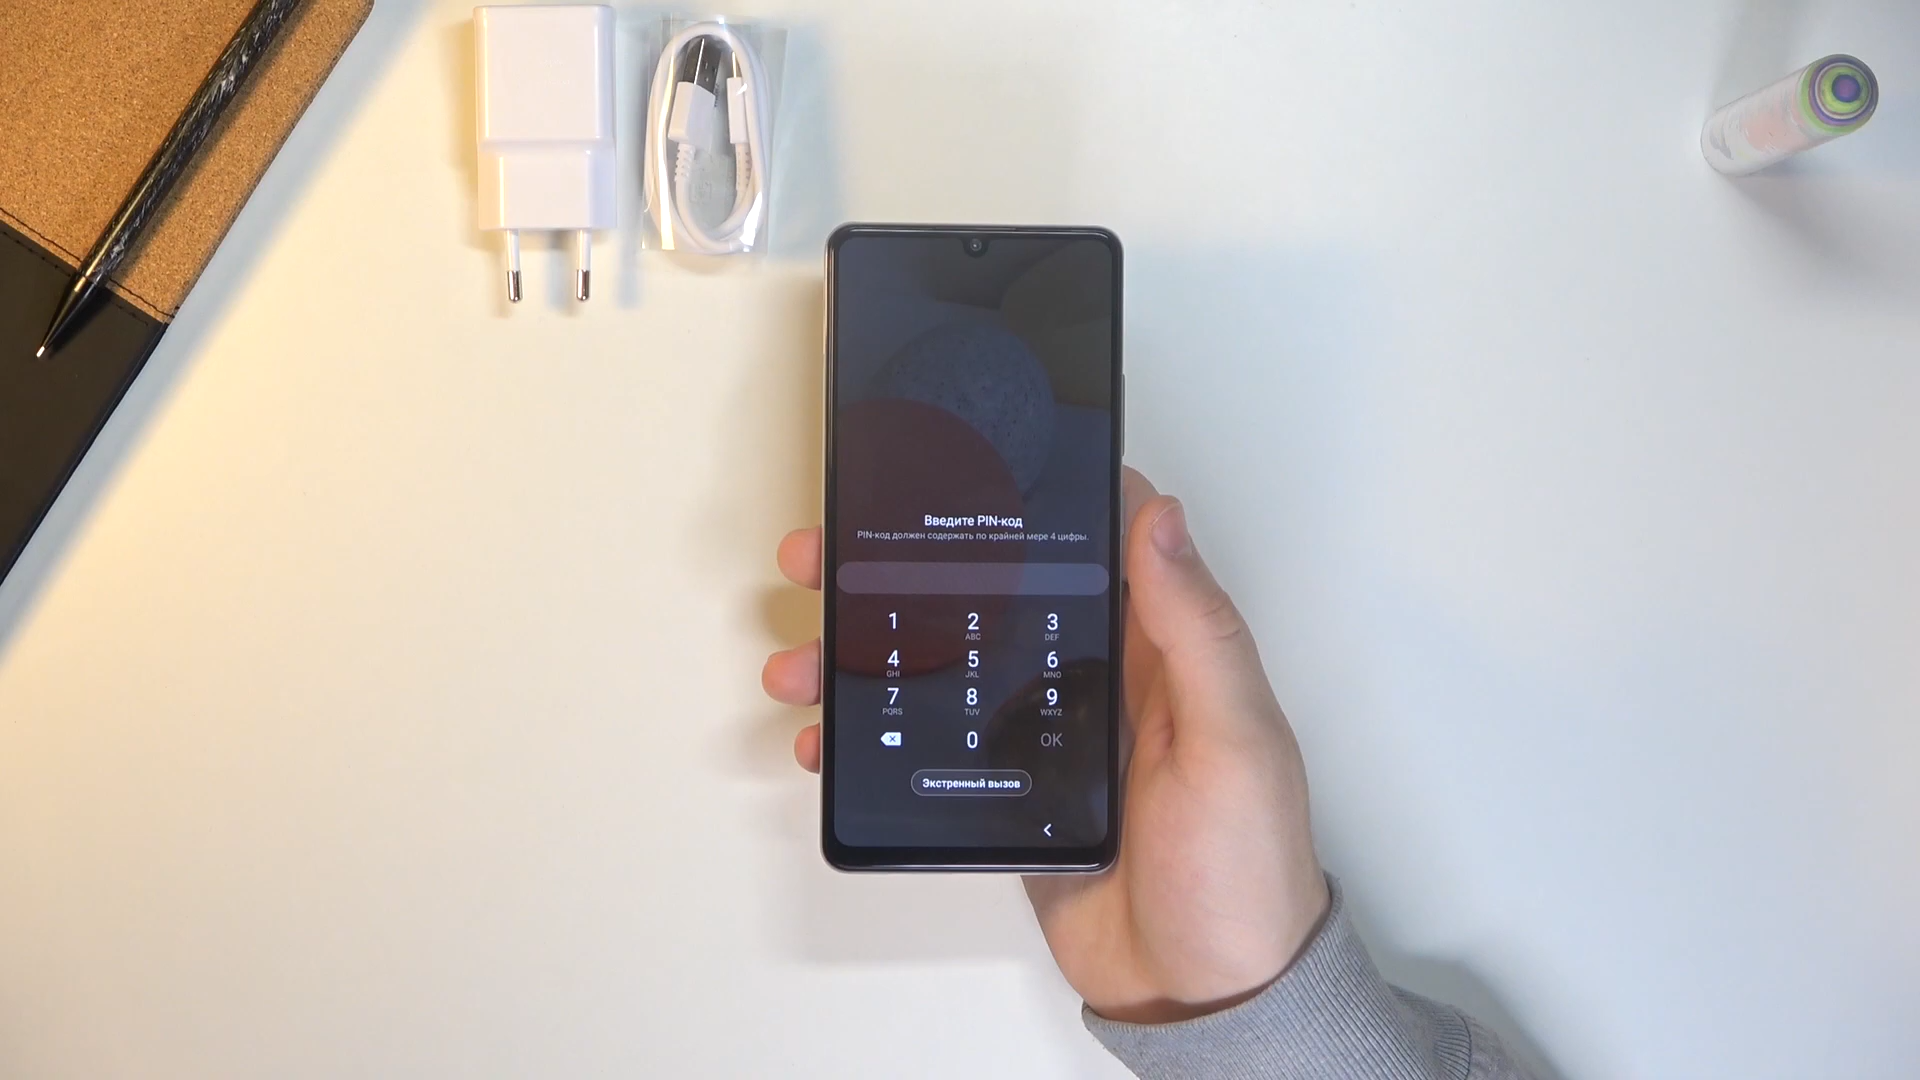 Введите PIN-код
PIN-код должен содержать по крайней мере 4 цифры.
1 2 3
ABC DEF
4 5 6
GHI JKL MNO
7 8 9
PQRS TUV WXYZ
0 OK
Экстренный вызов